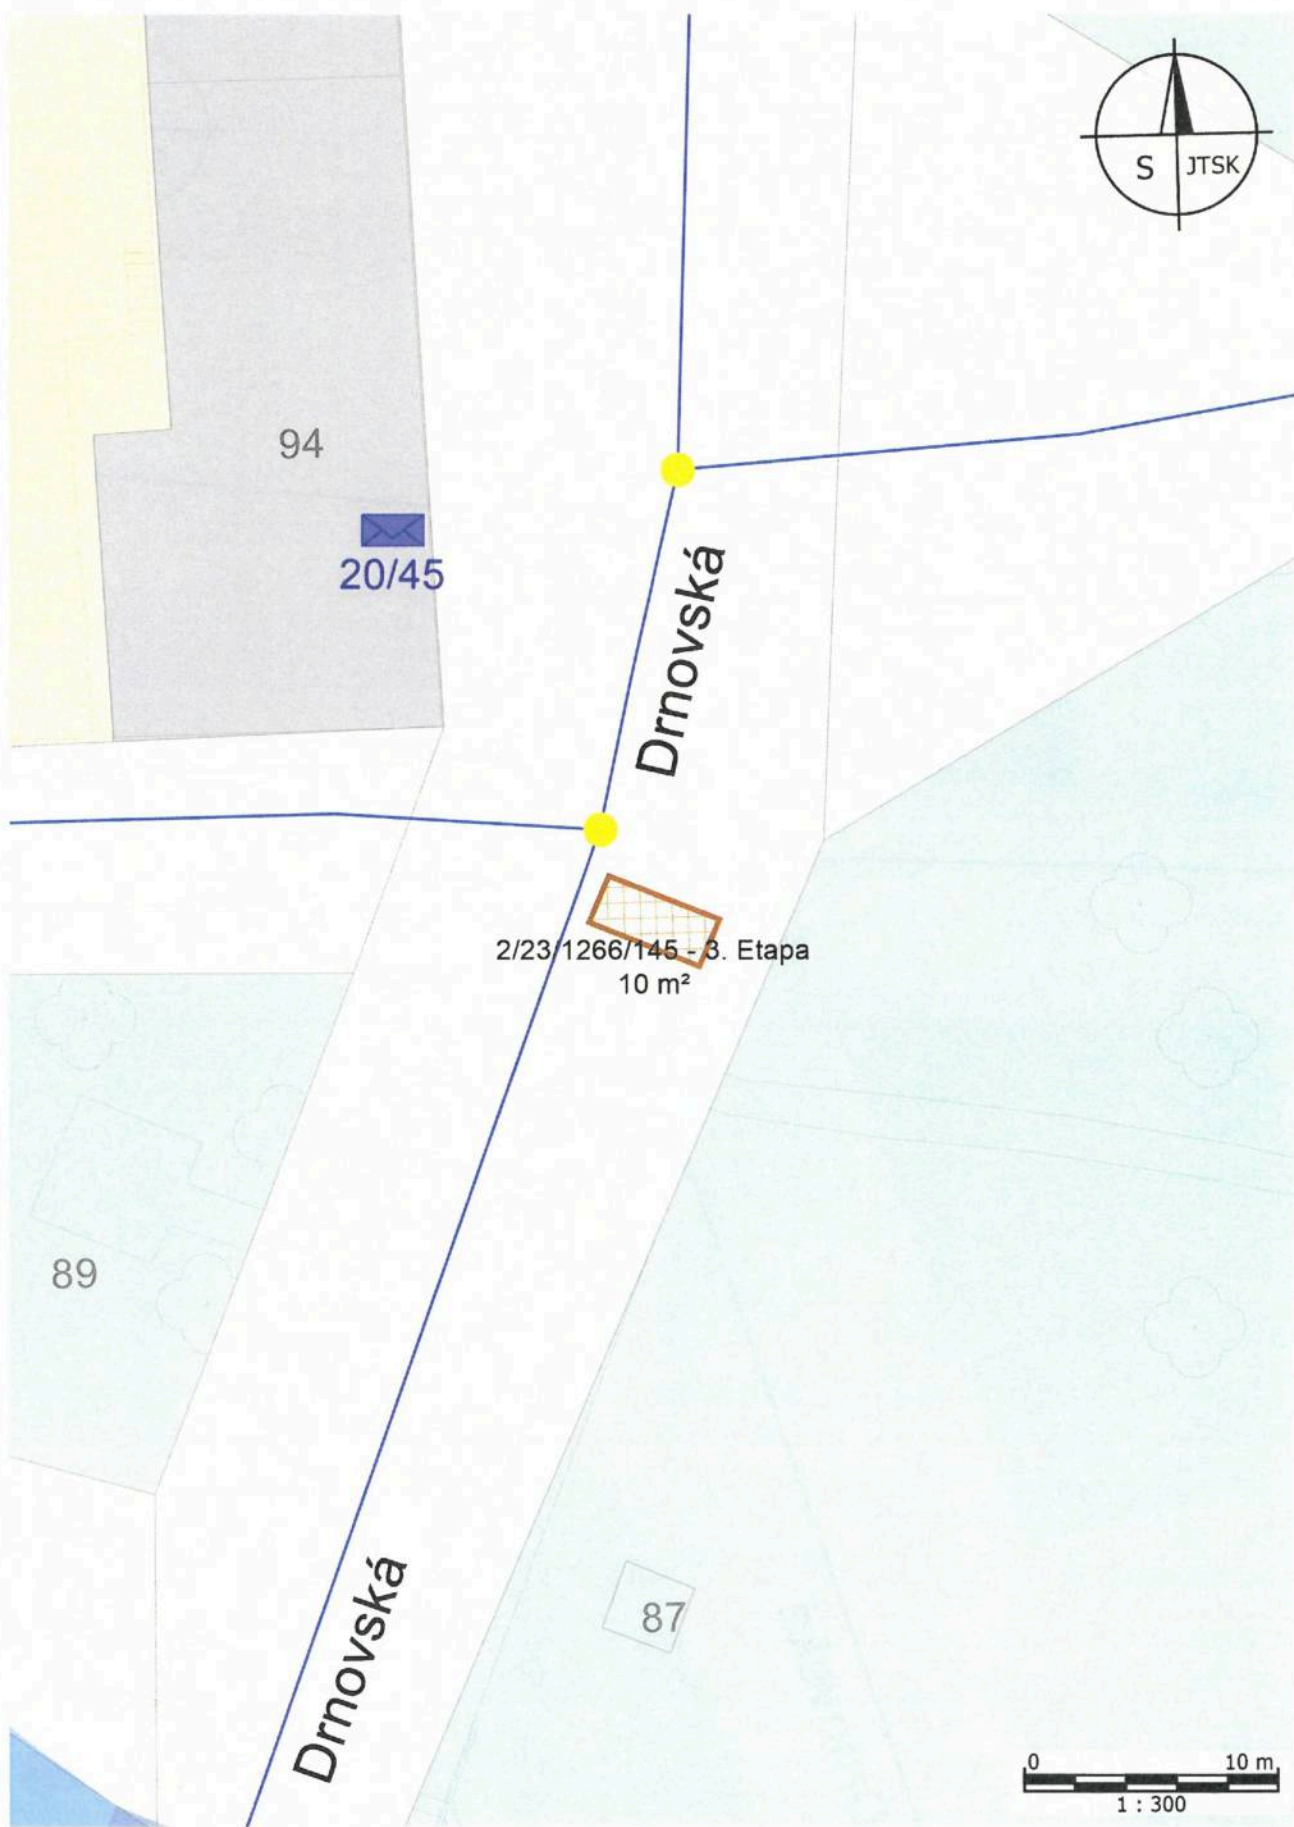 S JTSK
94
20/45
Drnovská
2/23/1266/145 - 3. Etapa
10 m²
89
87
Drnovská
0 10 m
1 : 300